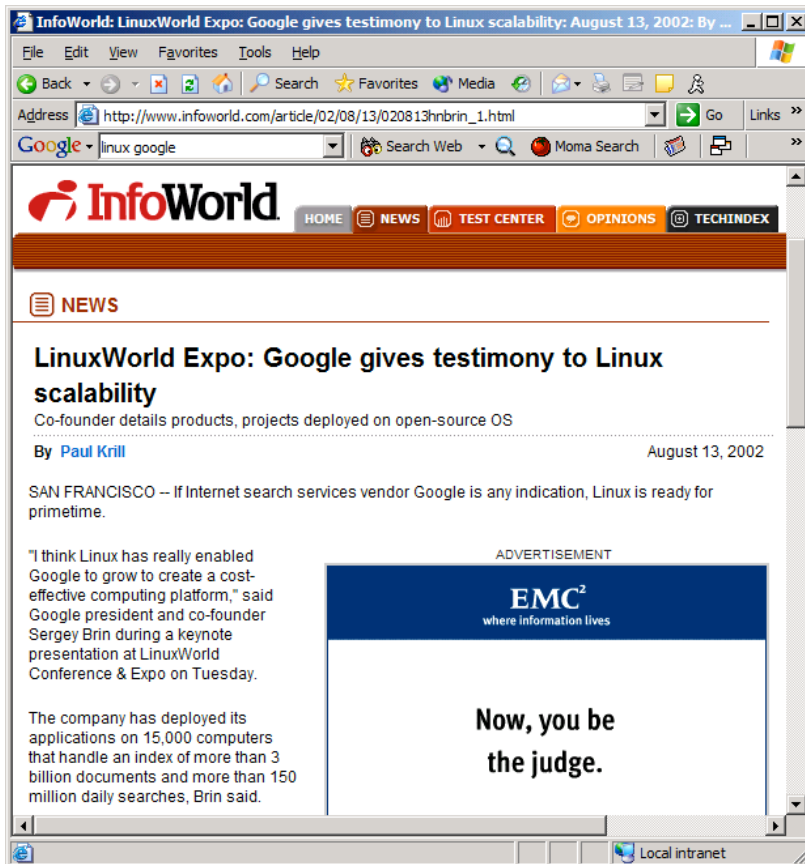 InfoWorld: LinuxWorld Expo: Google gives testimony to Linux scalability: August 13, 2002: By ...
File Edit View Favorites Tools Help
Back Search Favorites Media
Address http://www.infoworld.com/article/02/08/13/020813hnbrin_1.html Go Links »
Google linux google Search Web Moma Search »
InfoWorld
HOME NEWS TEST CENTER OPINIONS TECHINDEX
NEWS
LinuxWorld Expo: Google gives testimony to Linux
scalability
Co-founder details products, projects deployed on open-source OS
By Paul Krill August 13, 2002
SAN FRANCISCO -- If Internet search services vendor Google is any indication, Linux is ready for
primetime.
"I think Linux has really enabled
Google to grow to create a cost-
effective computing platform," said
Google president and co-founder
Sergey Brin during a keynote
presentation at LinuxWorld
Conference & Expo on Tuesday.
The company has deployed its
applications on 15,000 computers
that handle an index of more than 3
billion documents and more than 150
million daily searches, Brin said.
ADVERTISEMENT
EMC²
where information lives
Now, you be
the judge.
Local intranet